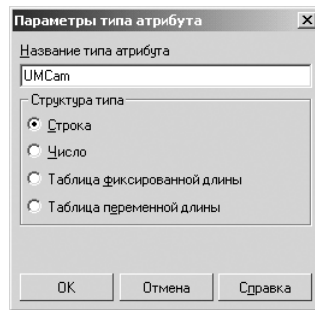 Параметры типа атрибута
Название типа атрибута
UMCam
Структура типа
Строка
Число
Таблица фиксированной длины
Таблица переменной длины
OK
Отмена
Справка